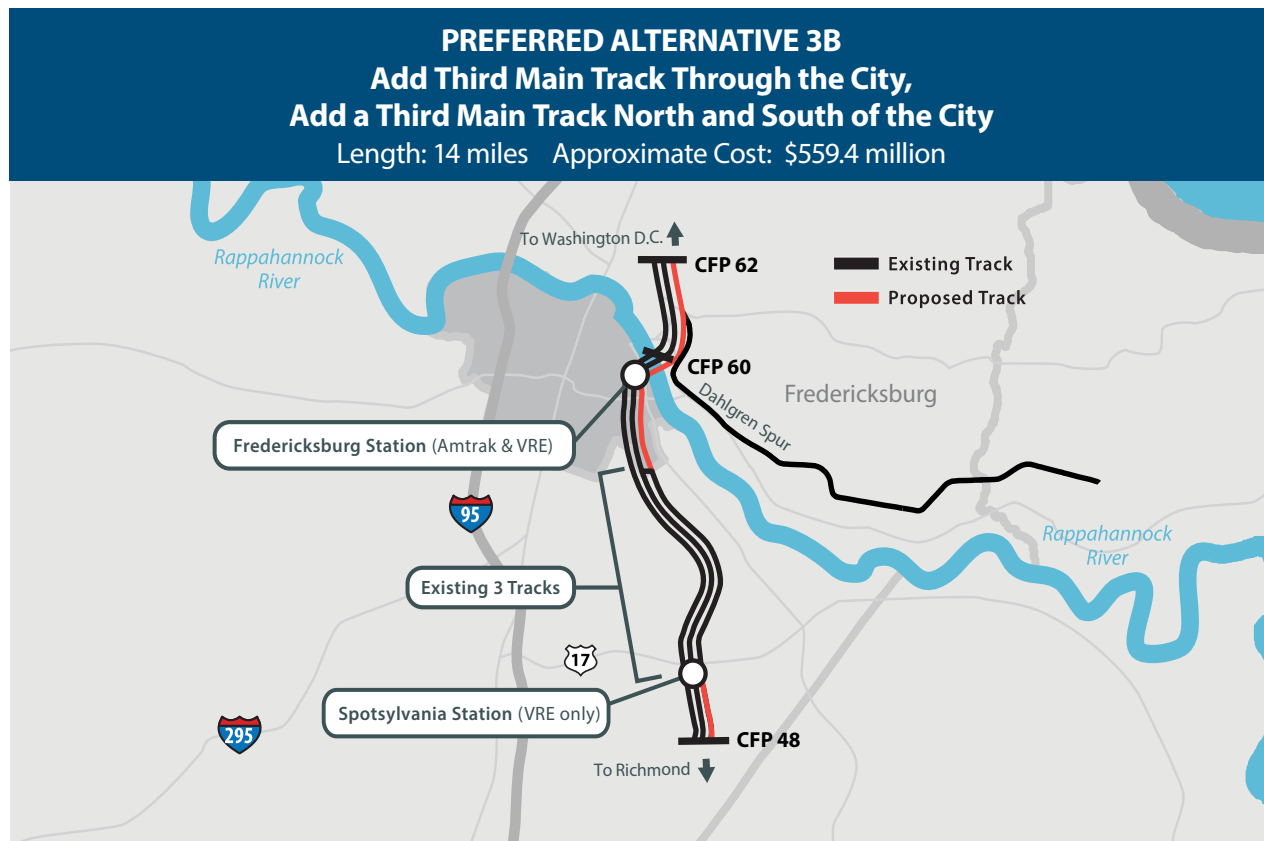 PREFERRED ALTERNATIVE 3B
Add Third Main Track Through the City,
Add a Third Main Track North and South of the City
Length: 14 miles Approximate Cost: $559.4 million
To Washington D.C.
Rappahannock
River
CFP 62
Existing Track
Proposed Track
CFP 60
Dahlgren Spur
Fredericksburg
Fredericksburg Station (Amtrak & VRE)
95
Rappahannock
River
Existing 3 Tracks
17
Spotsylvania Station (VRE only)
295
CFP 48
To Richmond